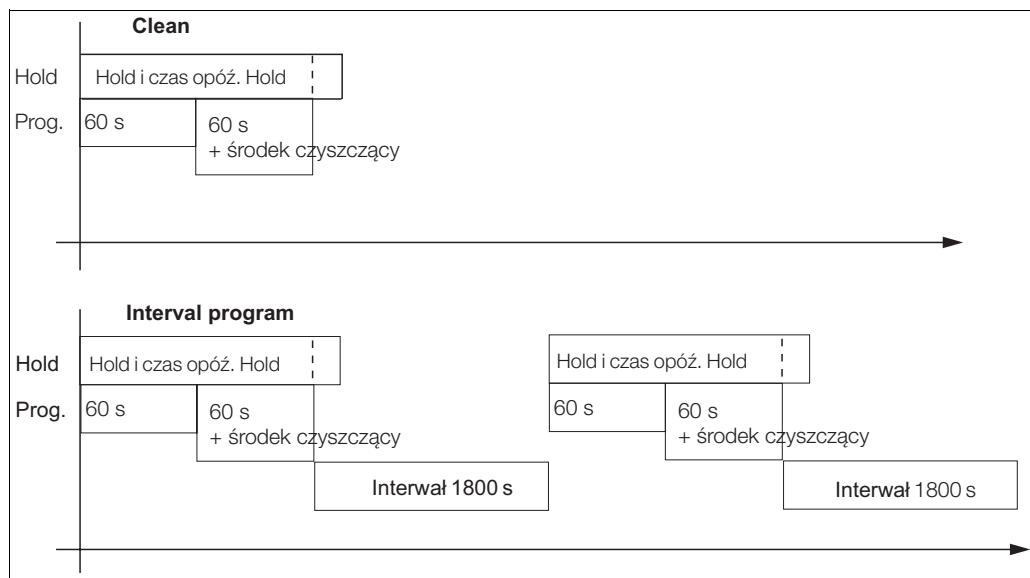 Clean
Hold Hold i czas opóź. Hold
Prog. 60 s 60 s
+ środek czyszczący
Interval program
Hold Hold i czas opóź. Hold Hold i czas opóź. Hold
Prog. 60 s 60 s 60 s 60 s
+ środek czyszczący + środek czyszczący
Interwał 1800 s Interwał 1800 s